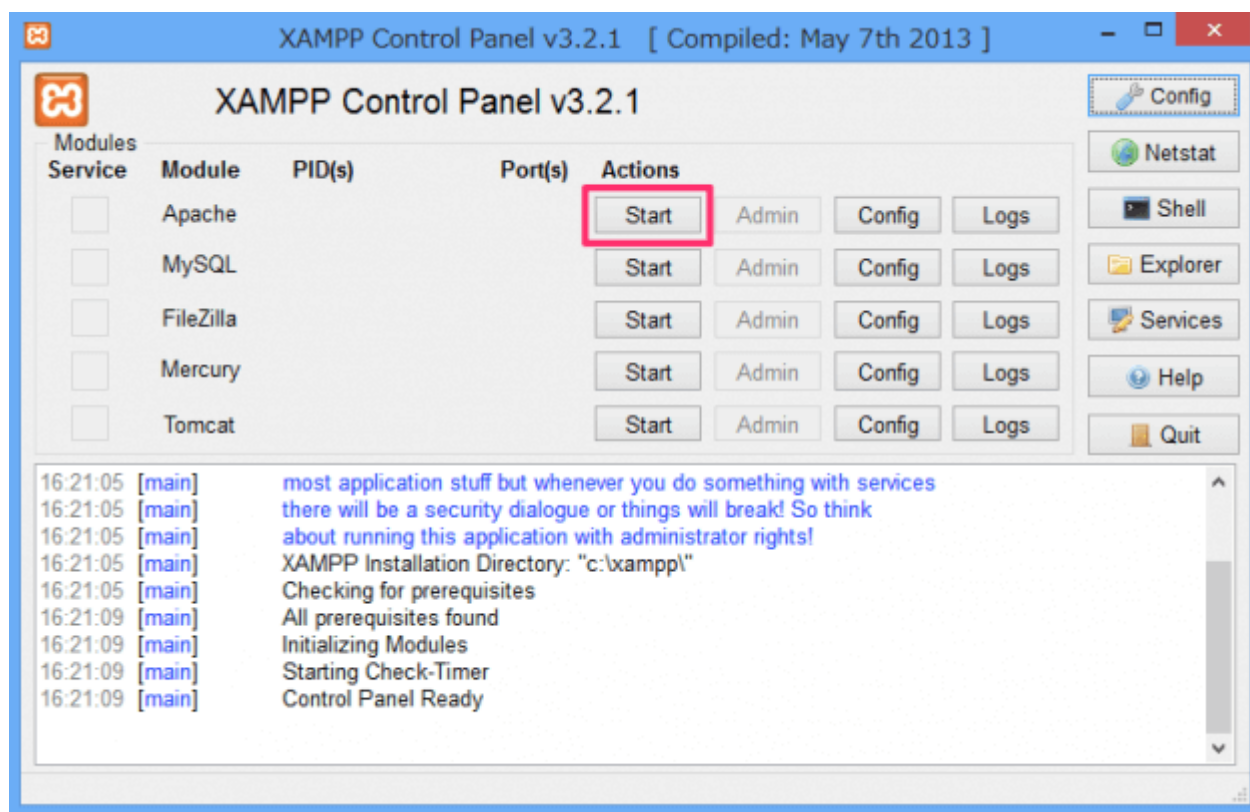 XAMPP Control Panel v3.2.1 [ Compiled: May 7th 2013 ]
XAMPP Control Panel v3.2.1
Config
Modules
Netstat
Service Module PID(s) Port(s) Actions
Apache Start Admin Config Logs
Shell
MySQL Start Admin Config Logs
Explorer
FileZilla Start Admin Config Logs
Services
Mercury Start Admin Config Logs
Help
Tomcat Start Admin Config Logs
Quit
16:21:05 [main] most application stuff but whenever you do something with services
16:21:05 [main] there will be a security dialogue or things will break! So think
16:21:05 [main] about running this application with administrator rights!
16:21:05 [main] XAMPP Installation Directory: "c:\xampp\"
16:21:05 [main] Checking for prerequisites
16:21:09 [main] All prerequisites found
16:21:09 [main] Initializing Modules
16:21:09 [main] Starting Check-Timer
16:21:09 [main] Control Panel Ready